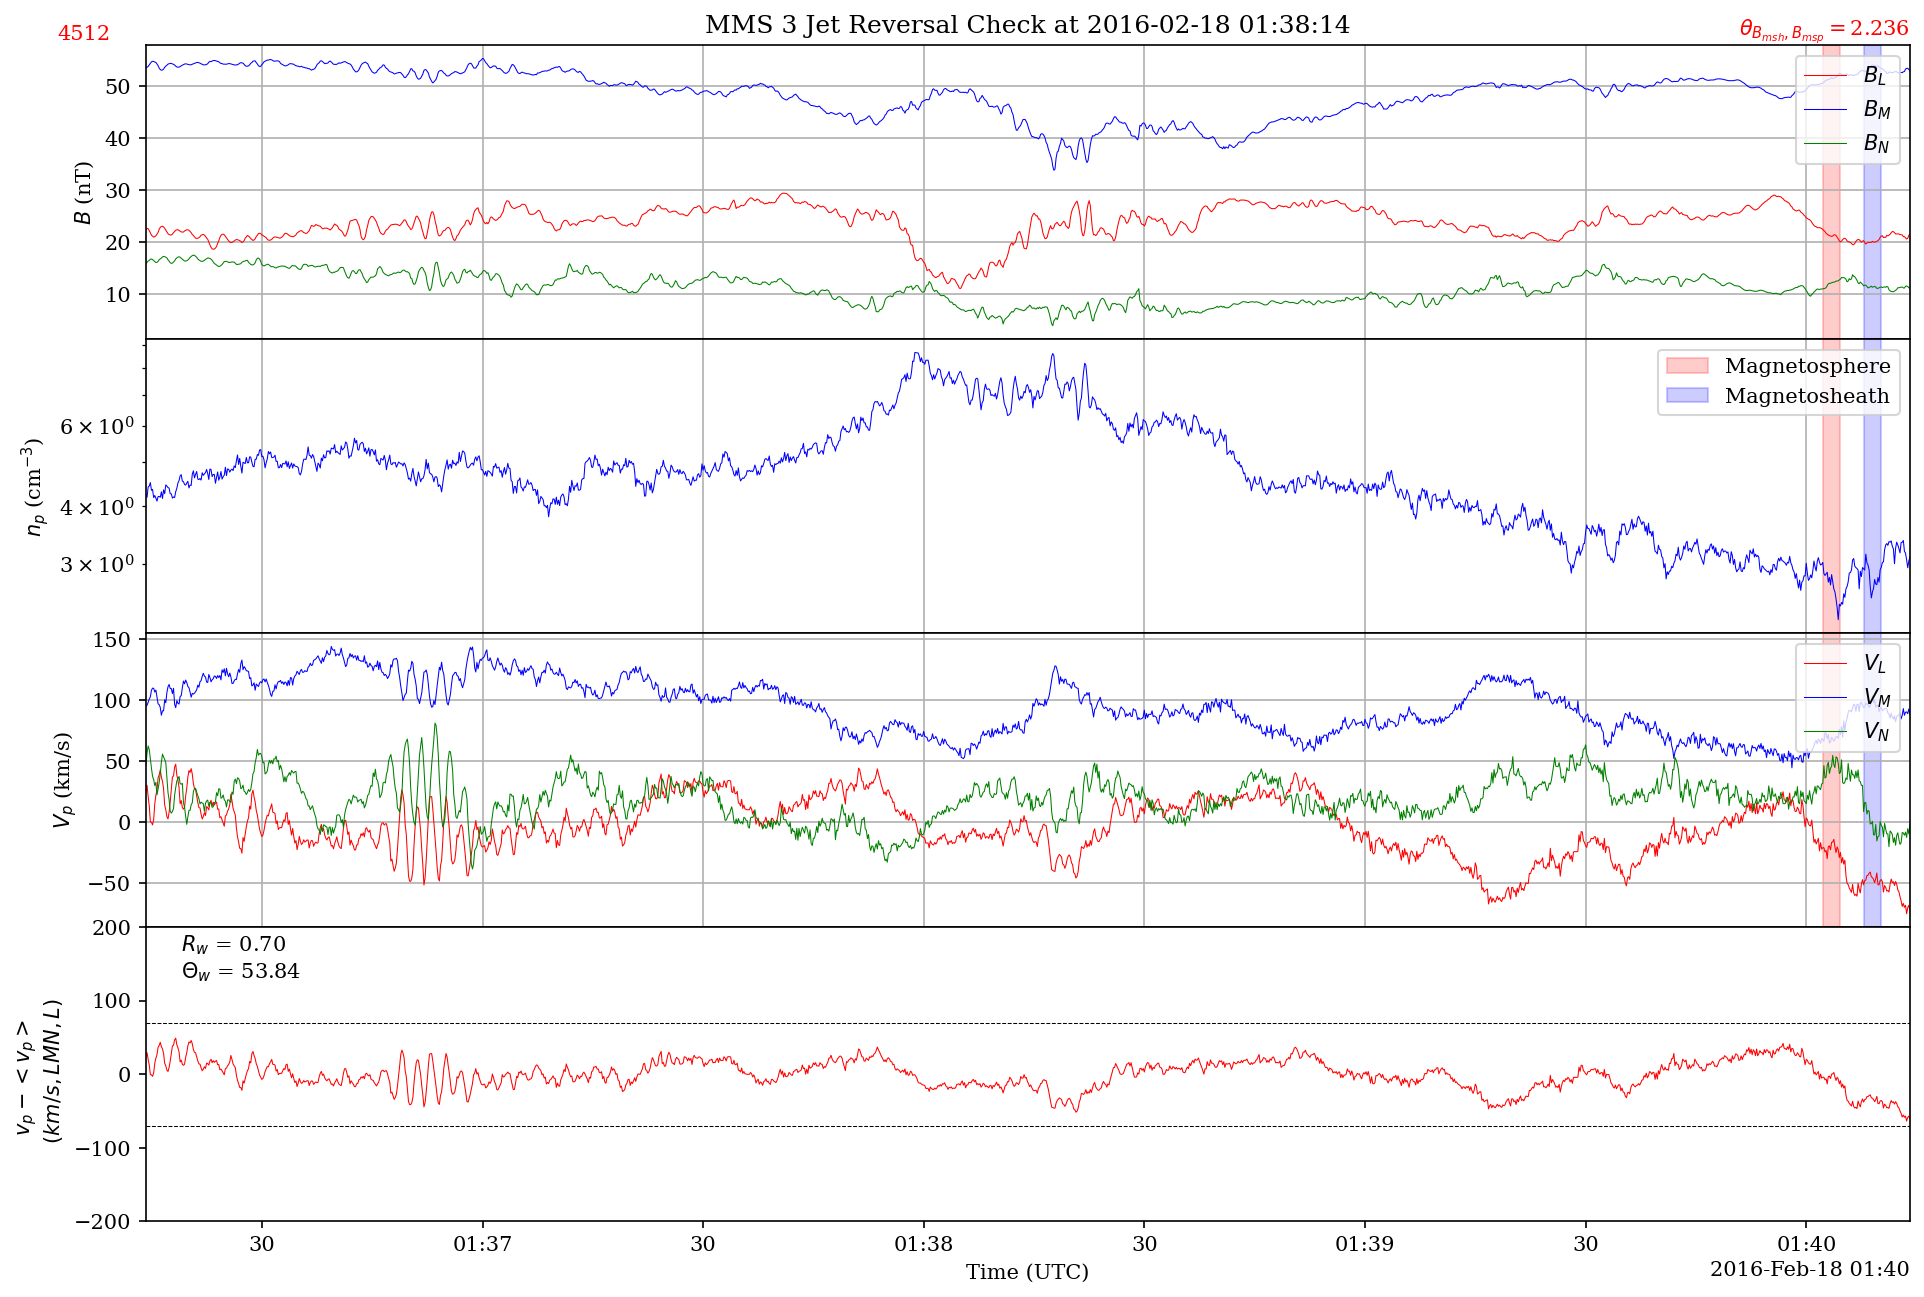 4512
MMS 3 Jet Reversal Check at 2016-02-18 01:38:14
θ_{B_{msh}, B_{msp}} = 2.236
50
40
30
20
10
B (nT)
B_L
B_M
B_N
6 × 10^0
4 × 10^0
3 × 10^0
n_p (cm^{-3})
Magnetosphere
Magnetosheath
150
100
50
0
−50
V_p (km/s)
V_L
V_M
V_N
200
100
0
−100
−200
v_p − < v_p >
(km/s, LMN, L)
R_w = 0.70
Θ_w = 53.84
30 01:37 30 01:38 30 01:39 30 01:40
Time (UTC)
2016-Feb-18 01:40